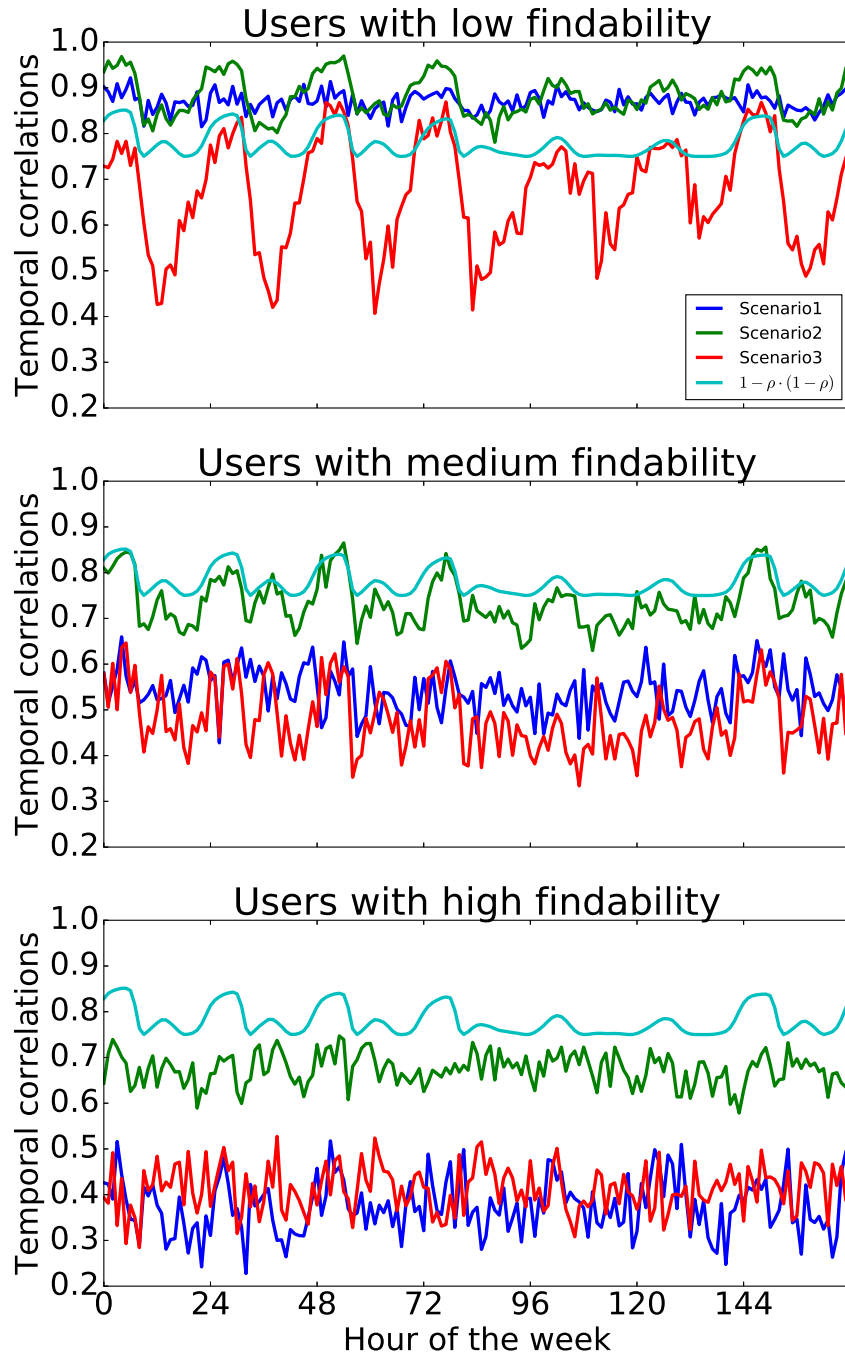 Users with low findability
Temporal correlations
1.0
0.9
0.8
0.7
0.6
0.5
0.4
0.3
0.2
Scenario1
Scenario2
Scenario3
1 − ρ · (1 − ρ)
Users with medium findability
Temporal correlations
1.0
0.9
0.8
0.7
0.6
0.5
0.4
0.3
0.2
Users with high findability
Temporal correlations
1.0
0.9
0.8
0.7
0.6
0.5
0.4
0.3
0.2
0 24 48 72 96 120 144
Hour of the week